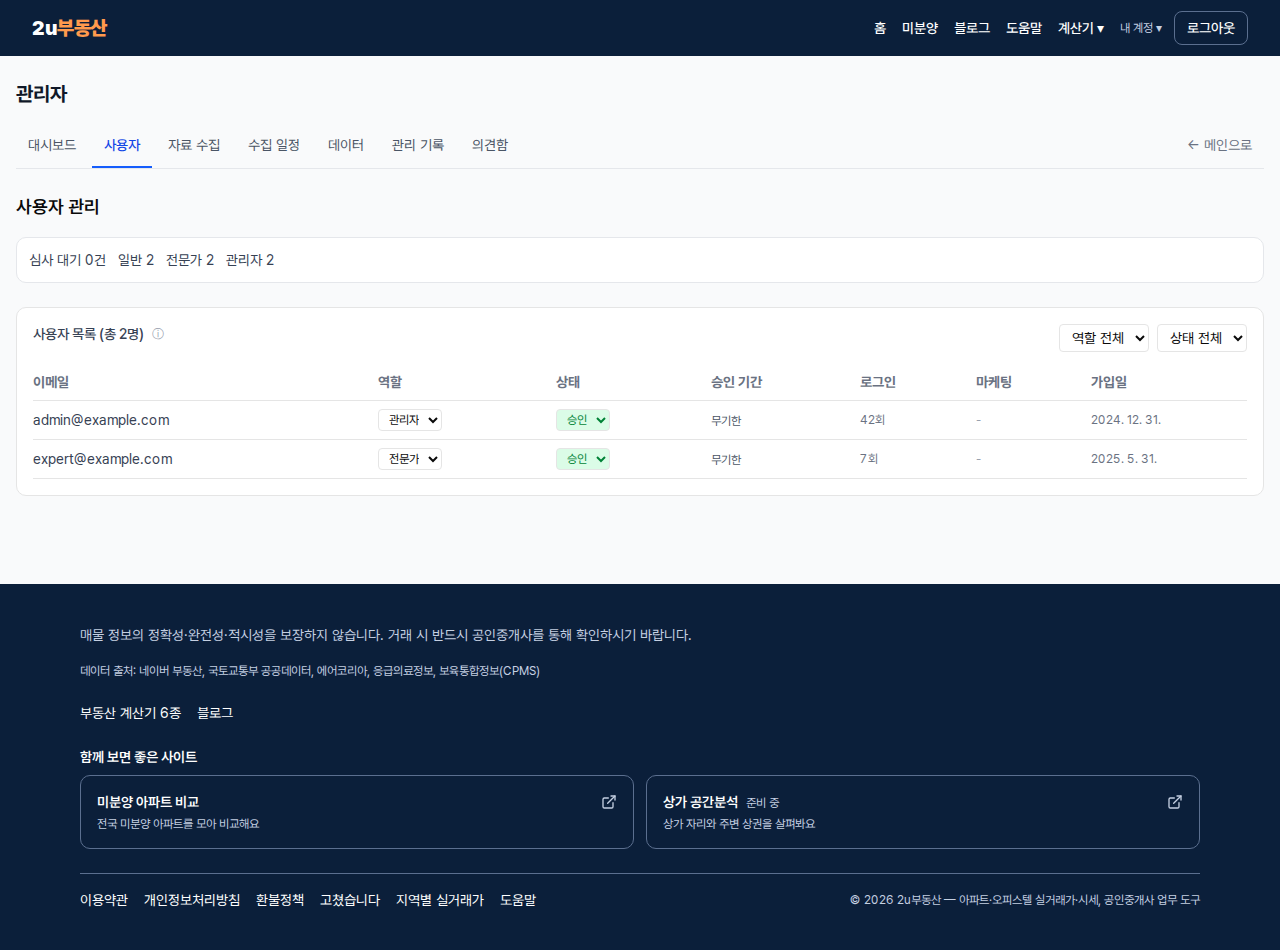 2u부동산 홈 미분양 블로그 도움말 계산기 ▾ 내 계정 ▾ 로그아웃
관리자
대시보드 사용자 자료 수집 수집 일정 데이터 관리 기록 의견함 ← 메인으로
사용자 관리
심사 대기 0건 일반 2 전문가 2 관리자 2
사용자 목록 (총 2명) ⓘ 역할 전체 상태 전체
이메일 역할 상태 승인 기간 로그인 마케팅 가입일
admin@example.com 관리자 승인 무기한 42회 - 2024. 12. 31.
expert@example.com 전문가 승인 무기한 7회 - 2025. 5. 31.
매물 정보의 정확성·완전성·적시성을 보장하지 않습니다. 거래 시 반드시 공인중개사를 통해 확인하시기 바랍니다.
데이터 출처: 네이버 부동산, 국토교통부 공공데이터, 에어코리아, 응급의료정보, 보육통합정보(CPMS)
부동산 계산기 6종 블로그
함께 보면 좋은 사이트
미분양 아파트 비교
전국 미분양 아파트를 모아 비교해요
상가 공간분석 준비 중
상가 자리와 주변 상권을 살펴봐요
이용약관 개인정보처리방침 환불정책 고쳤습니다 지역별 실거래가 도움말 © 2026 2u부동산 — 아파트·오피스텔 실거래가·시세, 공인중개사 업무 도구